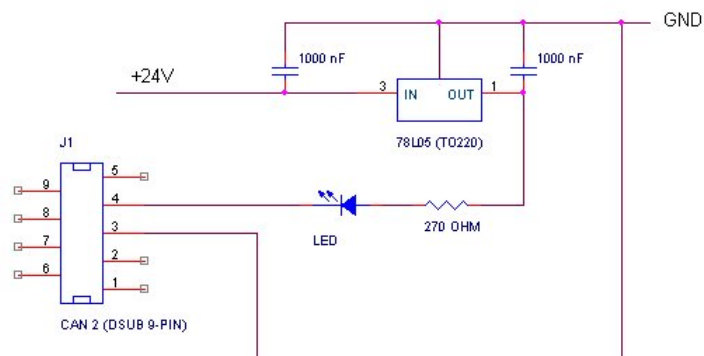 GND
1000 nF
1000 nF
+24V
3
IN
OUT
1
78L05 (TO220)
J1
5
9
4
8
3
7
2
6
1
LED
270 OHM
CAN 2 (DSUB 9-PIN)